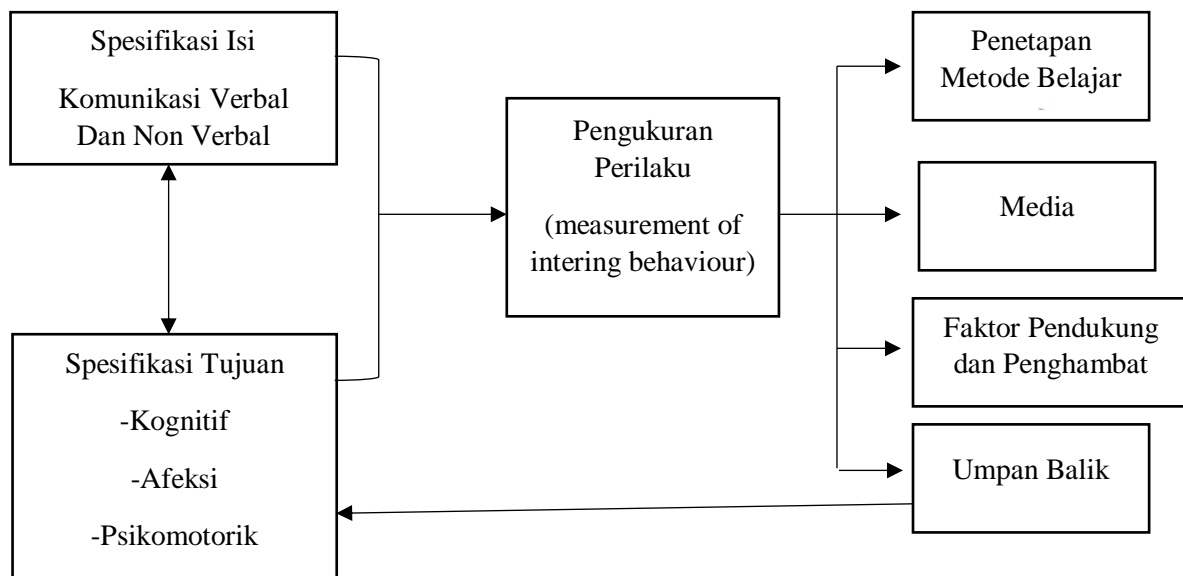 Spesifikasi Isi
Komunikasi Verbal
Dan Non Verbal
Spesifikasi Tujuan
-Kognitif
-Afeksi
-Psikomotorik
Pengukuran
Perilaku
(measurement of
intering behaviour)
Penetapan
Metode Belajar
Media
Faktor Pendukung
dan Penghambat
Umpan Balik